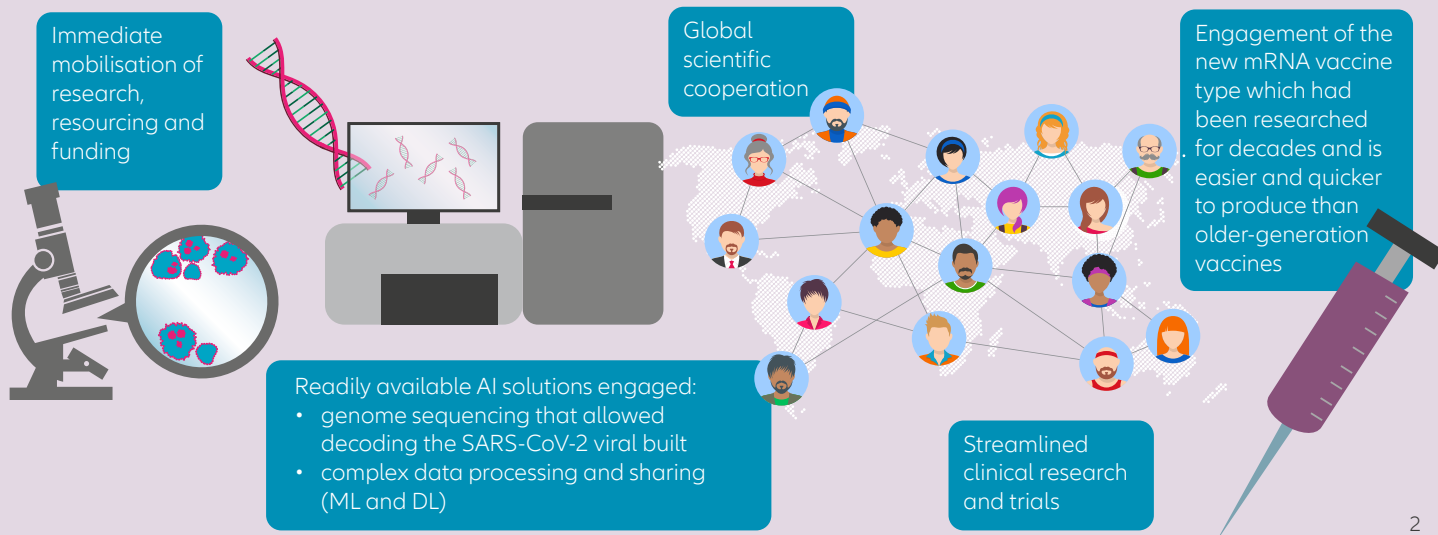 Immediate
mobilisation of
research,
resourcing and
funding
Global
scientific
cooperation
Engagement of the
new mRNA vaccine
type which had
been researched
for decades and is
easier and quicker
to produce than
older-generation
vaccines
Readily available AI solutions engaged:
• genome sequencing that allowed
decoding the SARS-CoV-2 viral built
• complex data processing and sharing
(ML and DL)
Streamlined
clinical research
and trials
2